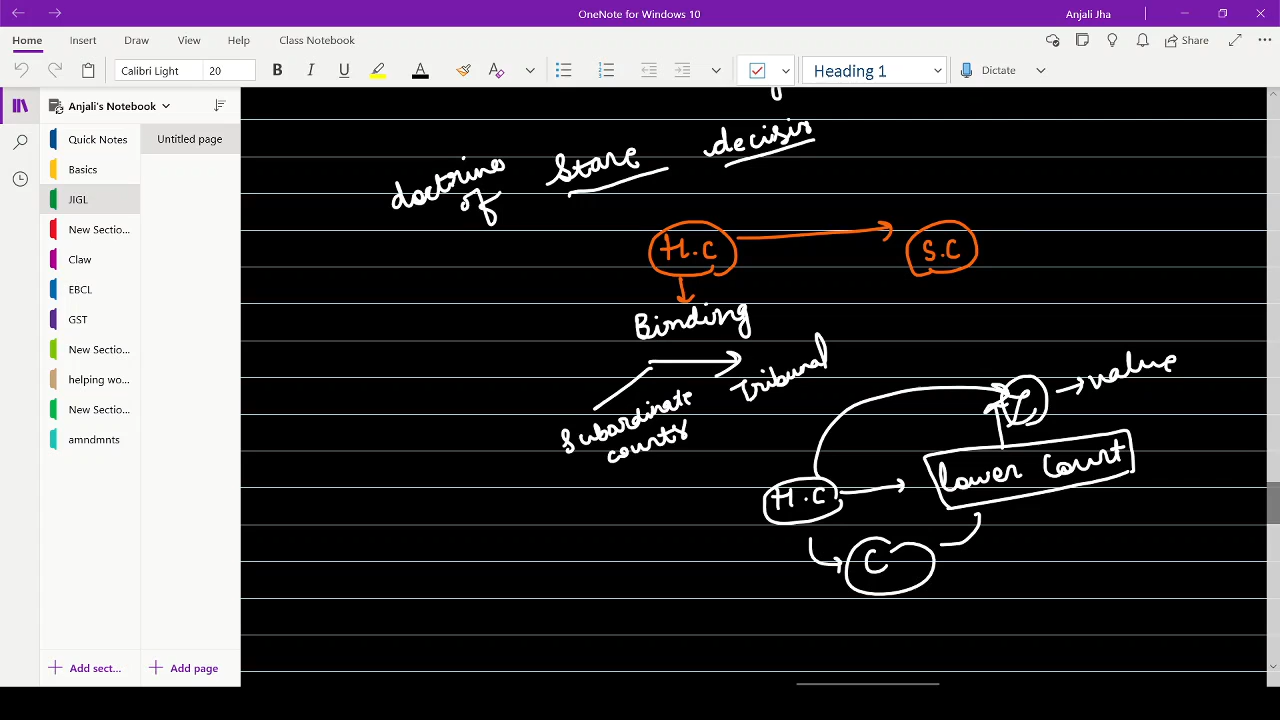 OneNote for Windows 10
Anjali Jha
Home Insert Draw View Help Class Notebook
Share
Calibri Light 20 B I U A A Heading 1 Dictate
Anjali's Notebook
Quick Notes
Basics
JIGL
New Sectio...
Claw
EBCL
GST
New Sectio...
helping wo...
New Sectio...
amndmnts
Add sect...
Untitled page
Add page
doctrine of Stare decisis
H.C S.C
Binding
Subordinate courts Tribunal
value
H.C lower court
C